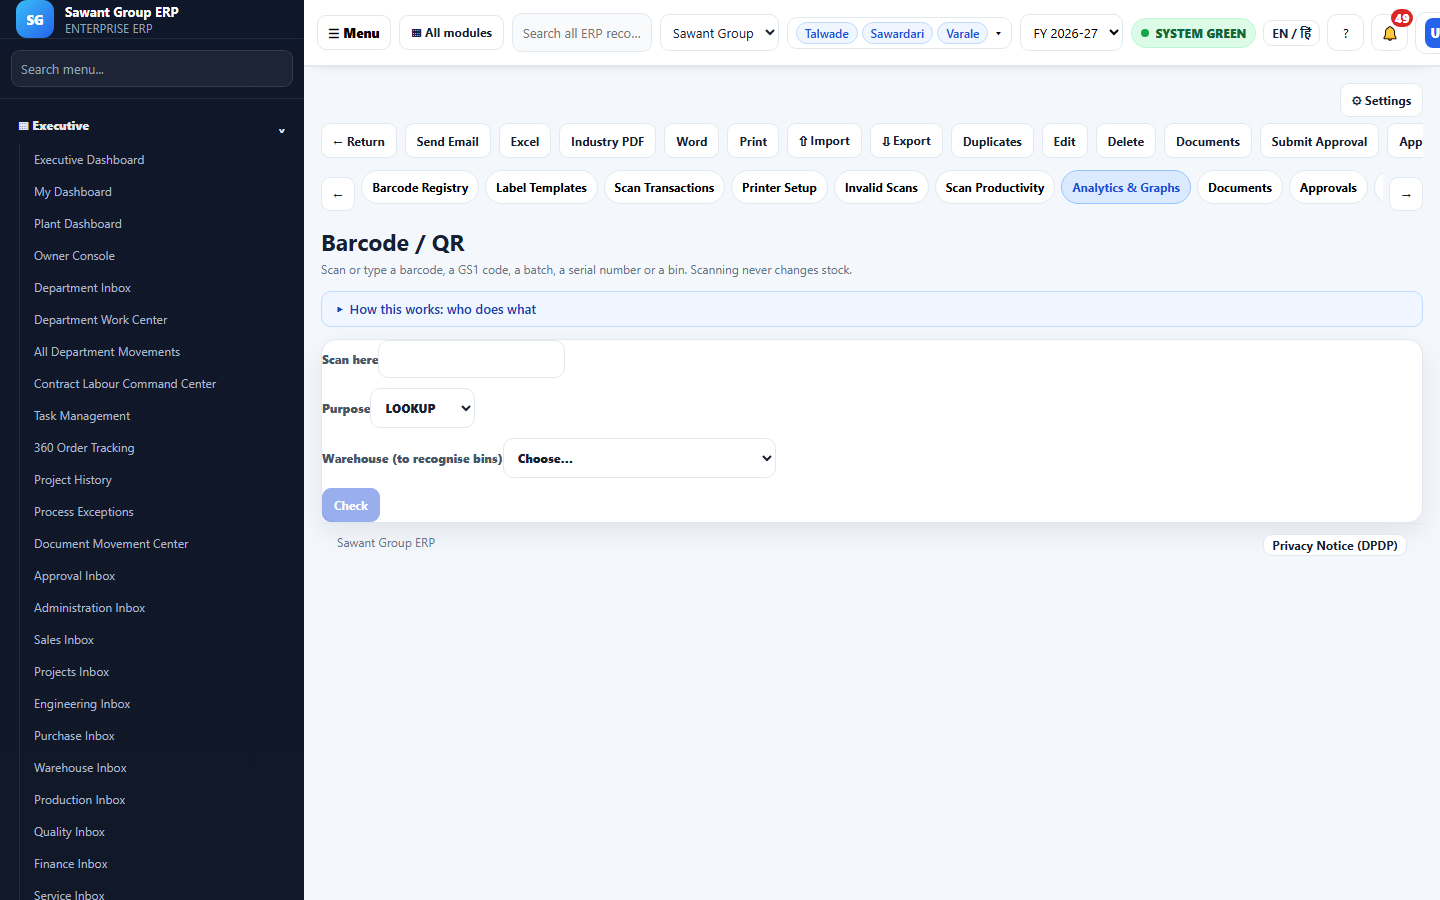 SG
Sawant Group ERP
ENTERPRISE ERP
Search menu...
Executive
Executive Dashboard
My Dashboard
Plant Dashboard
Owner Console
Department Inbox
Department Work Center
All Department Movements
Contract Labour Command Center
Task Management
360 Order Tracking
Project History
Process Exceptions
Document Movement Center
Approval Inbox
Administration Inbox
Sales Inbox
Projects Inbox
Engineering Inbox
Purchase Inbox
Warehouse Inbox
Production Inbox
Quality Inbox
Finance Inbox
Service Inbox
☰ Menu
All modules
Search all ERP reco...
Sawant Group
Talwade Sawardari Varale
FY 2026-27
SYSTEM GREEN
EN / हिं
?
49
U
Settings
← Return
Send Email
Excel
Industry PDF
Word
Print
⇧ Import
⇩ Export
Duplicates
Edit
Delete
Documents
Submit Approval
App
←
Barcode Registry
Label Templates
Scan Transactions
Printer Setup
Invalid Scans
Scan Productivity
Analytics & Graphs
Documents
Approvals
→
Barcode / QR
Scan or type a barcode, a GS1 code, a batch, a serial number or a bin. Scanning never changes stock.
How this works: who does what
Scan here
Purpose LOOKUP
Warehouse (to recognise bins) Choose...
Check
Sawant Group ERP
Privacy Notice (DPDP)